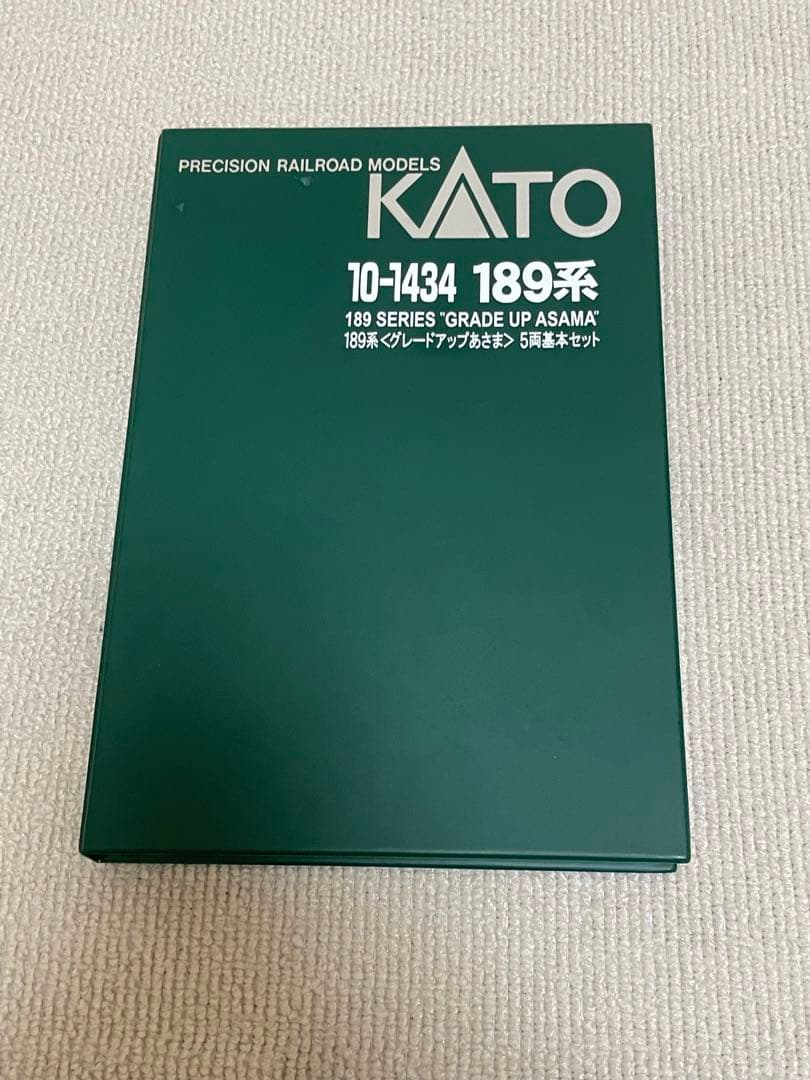 PRECISION RAILROAD MODELS
KATO
10-1434 189系
189 SERIES "GRADE UP ASAMA"
189系<グレードアップあさま> 5両基本セット